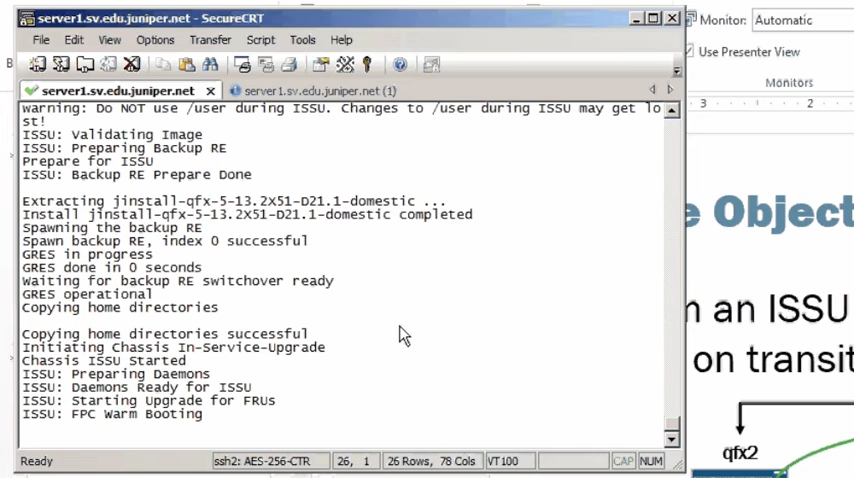 server1.sv.edu.juniper.net - SecureCRT
File Edit View Options Transfer Script Tools Help
server1.sv.edu.juniper.net
server1.sv.edu.juniper.net (1)
warning: Do NOT use /user during ISSU. Changes to /user during ISSU may get lo
st!
ISSU: Validating Image
ISSU: Preparing Backup RE
Prepare for ISSU
ISSU: Backup RE Prepare Done
Extracting jinstall-qfx-5-13.2X51-D21.1-domestic ...
Install jinstall-qfx-5-13.2X51-D21.1-domestic completed
Spawning the backup RE
Spawn backup RE, index 0 successful
GRES in progress
GRES done in 0 seconds
Waiting for backup RE switchover ready
GRES operational
Copying home directories
Copying home directories successful
Initiating Chassis In-Service-Upgrade
Chassis ISSU Started
ISSU: Preparing Daemons
ISSU: Daemons Ready for ISSU
ISSU: Starting Upgrade for FRUs
ISSU: FPC Warm Booting
Ready
ssh2: AES-256-CTR
26, 1
26 Rows, 78 Cols
VT100
CAP
NUM
Monitor: Automatic
Use Presenter View
Monitors
3
2
e Object
m an ISSU
on transit
qfx2